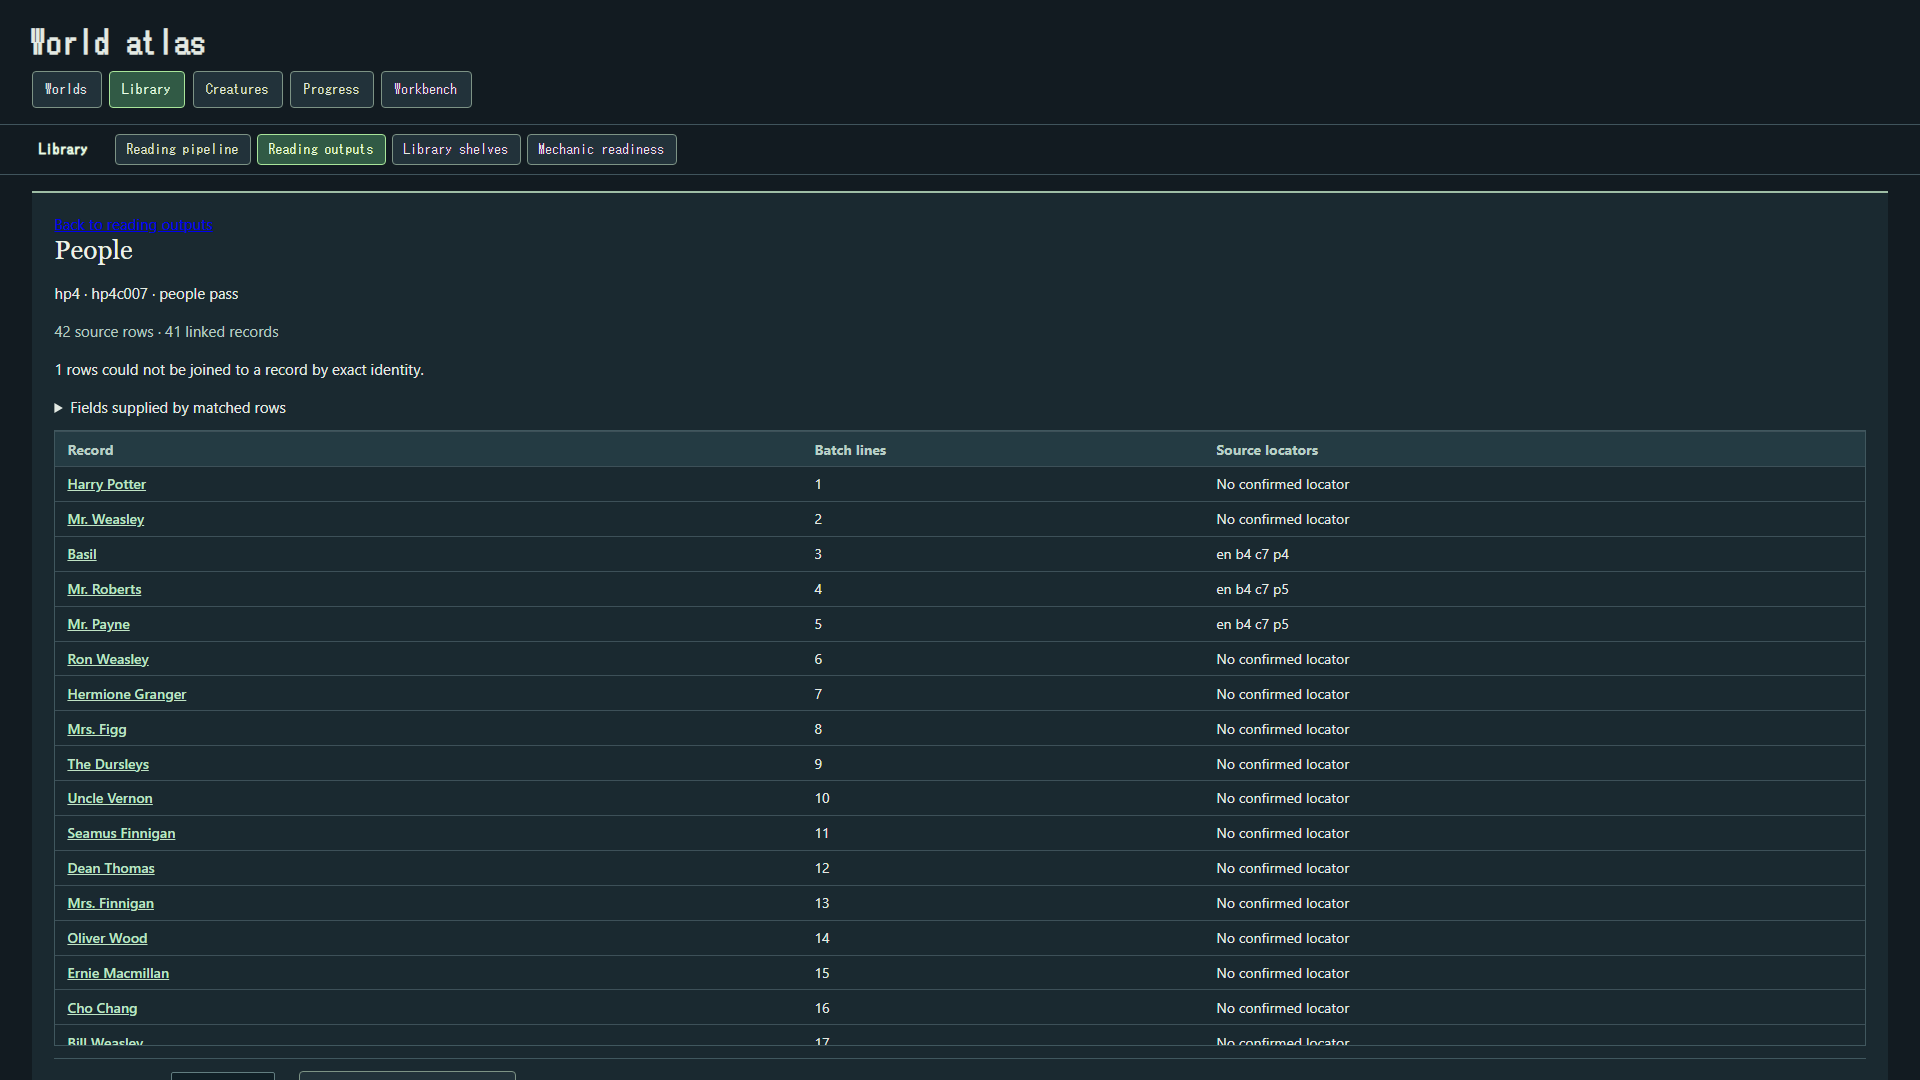 World atlas
Worlds Library Creatures Progress Workbench
Library Reading pipeline Reading outputs Library shelves Mechanic readiness
Back to reading outputs
People
hp4 · hp4c007 · people pass
42 source rows · 41 linked records
1 rows could not be joined to a record by exact identity.
▶ Fields supplied by matched rows
Record Batch lines Source locators
Harry Potter 1 No confirmed locator
Mr. Weasley 2 No confirmed locator
Basil 3 en b4 c7 p4
Mr. Roberts 4 en b4 c7 p5
Mr. Payne 5 en b4 c7 p5
Ron Weasley 6 No confirmed locator
Hermione Granger 7 No confirmed locator
Mrs. Figg 8 No confirmed locator
The Dursleys 9 No confirmed locator
Uncle Vernon 10 No confirmed locator
Seamus Finnigan 11 No confirmed locator
Dean Thomas 12 No confirmed locator
Mrs. Finnigan 13 No confirmed locator
Oliver Wood 14 No confirmed locator
Ernie Macmillan 15 No confirmed locator
Cho Chang 16 No confirmed locator
Bill Weasley 17 No confirmed locator